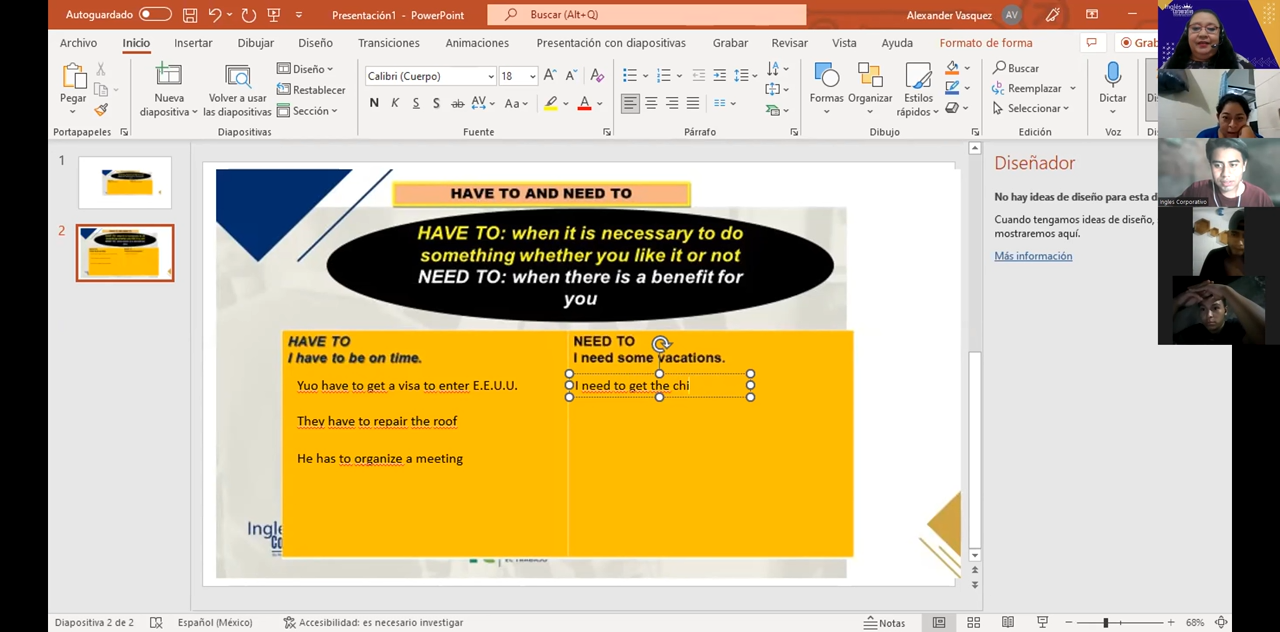 Autoguardado
Presentación1 - PowerPoint
Buscar (Alt+Q)
Alexander Vasquez
AV
Archivo
Inicio
Insertar
Dibujar
Diseño
Transiciones
Animaciones
Presentación con diapositivas
Grabar
Revisar
Vista
Ayuda
Formato de forma
Pegar
Nueva diapositiva
Volver a usar las diapositivas
Diseño
Restablecer
Sección
Calibri (Cuerpo)
18
N K S S ab AV Aa A
Formas
Organizar
Estilos rápidos
Buscar
Reemplazar
Seleccionar
Dictar
Portapapeles
Diapositivas
Fuente
Párrafo
Dibujo
Edición
Voz
1
2
HAVE TO AND NEED TO
HAVE TO: when it is necessary to do
something whether you like it or not
NEED TO: when there is a benefit for
you
HAVE TO
I have to be on time.
Yuo have to get a visa to enter E.E.U.U.
They have to repair the roof
He has to organize a meeting
NEED TO
I need some vacations.
I need to get the chi
Diseñador
No hay ideas de diseño para esta d
Cuando tengamos ideas de diseño,
mostraremos aquí.
Más información
Ingles Corporativo
Diapositiva 2 de 2
Español (México)
Accesibilidad: es necesario investigar
Notas
68%